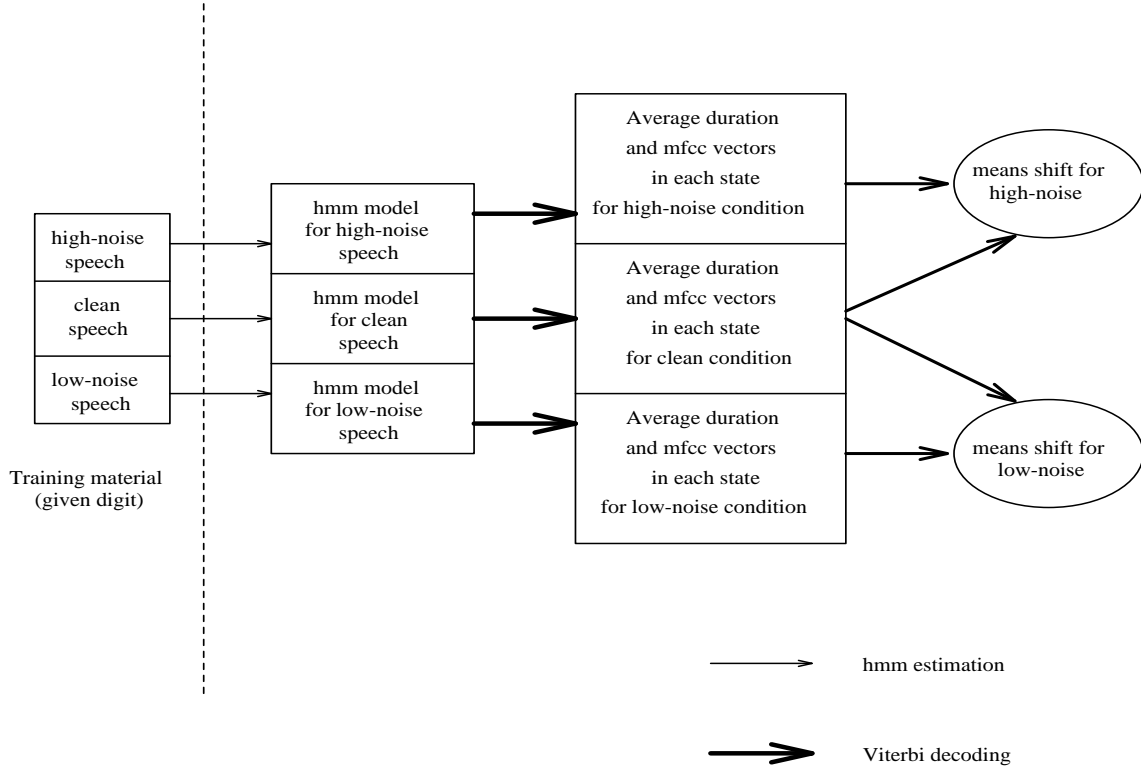 high-noise
speech
clean
speech
low-noise
speech
Training material
(given digit)
hmm model
for high-noise
speech
hmm model
for clean
speech
hmm model
for low-noise
speech
Average duration
and mfcc vectors
in each state
for high-noise condition
Average duration
and mfcc vectors
in each state
for clean condition
Average duration
and mfcc vectors
in each state
for low-noise condition
means shift for
high-noise
means shift for
low-noise
hmm estimation
Viterbi decoding